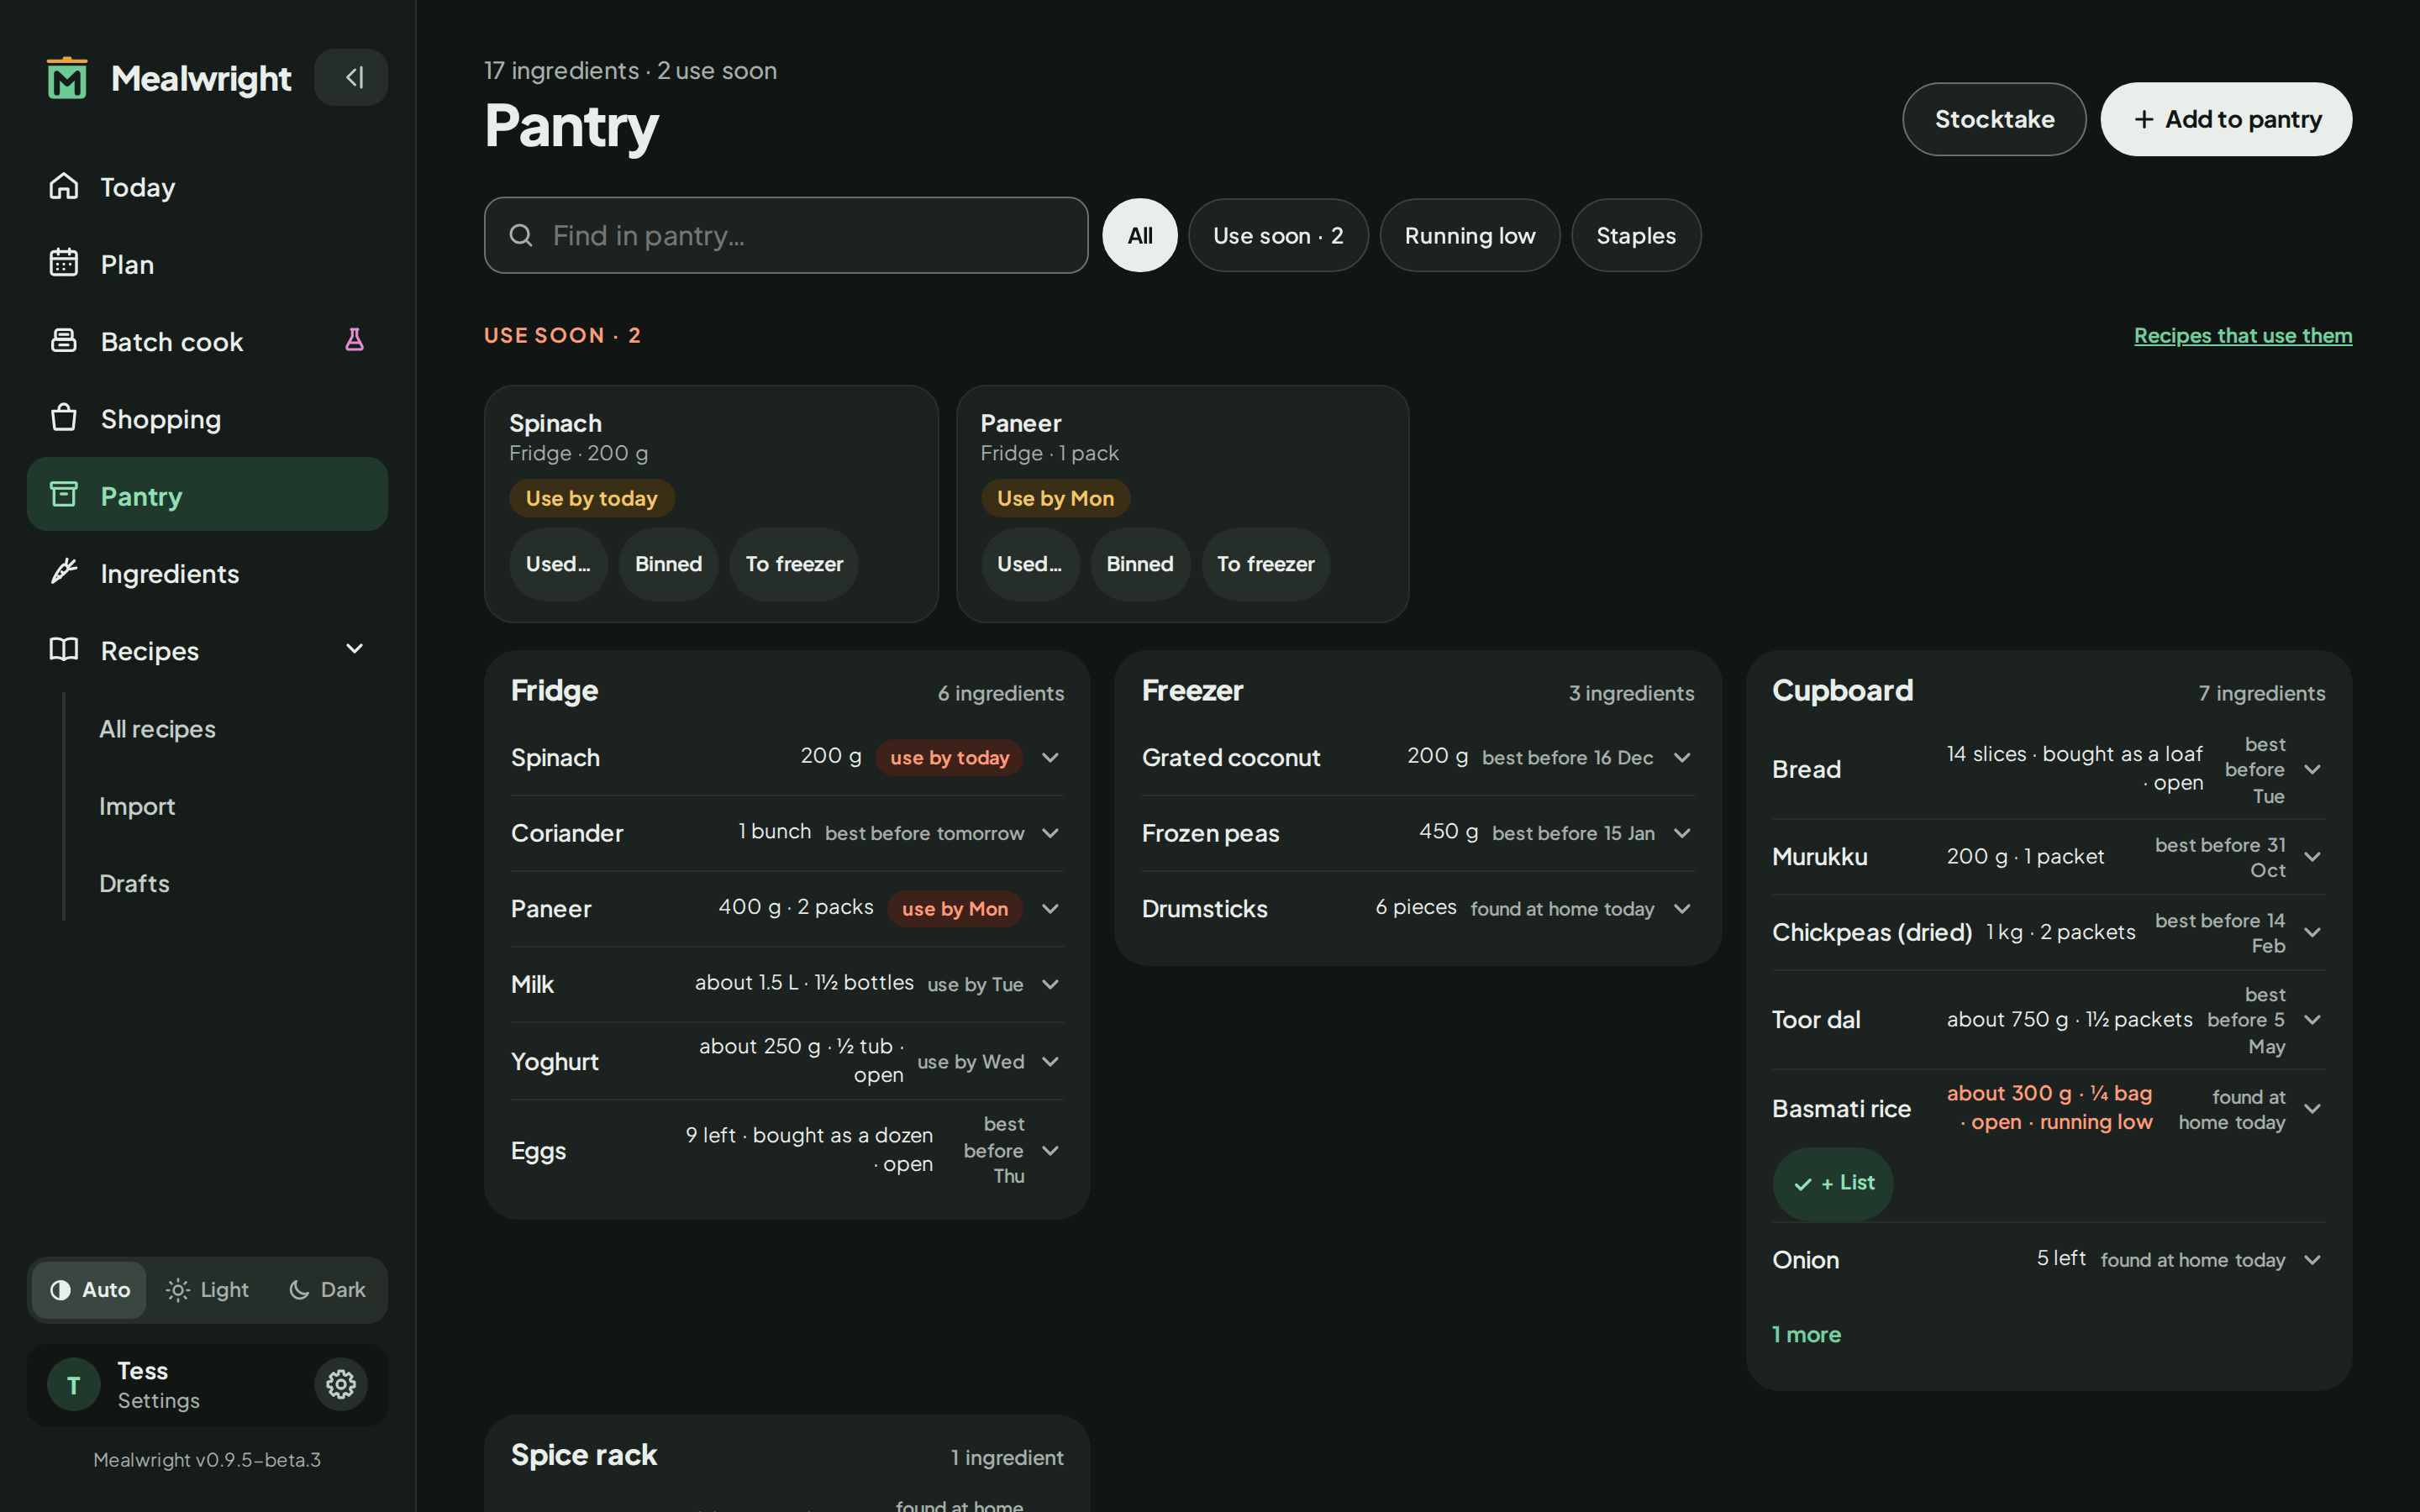 Mealwright
Today
Plan
Batch cook
Shopping
Pantry
Ingredients
Recipes
All recipes
Import
Drafts
Auto
Light
Dark
T
Tess
Settings
Mealwright v0.9.5-beta.3
17 ingredients · 2 use soon
Pantry
Stocktake
+ Add to pantry
Find in pantry...
All
Use soon · 2
Running low
Staples
USE SOON · 2
Recipes that use them
Spinach
Fridge · 200 g
Use by today
Used...
Binned
To freezer
Paneer
Fridge · 1 pack
Use by Mon
Used...
Binned
To freezer
Fridge
6 ingredients
Spinach
200 g
use by today
Coriander
1 bunch
best before tomorrow
Paneer
400 g · 2 packs
use by Mon
Milk
about 1.5 L · 1½ bottles
use by Tue
Yoghurt
about 250 g · ½ tub ·
open
use by Wed
Eggs
9 left · bought as a dozen
· open
best
before
Thu
Freezer
3 ingredients
Grated coconut
200 g
best before 16 Dec
Frozen peas
450 g
best before 15 Jan
Drumsticks
6 pieces
found at home today
Cupboard
7 ingredients
Bread
14 slices · bought as a loaf
· open
best
before
Tue
Murukku
200 g · 1 packet
best before 31
Oct
Chickpeas (dried)
1 kg · 2 packets
best before 14
Feb
Toor dal
about 750 g · 1½ packets
best
before 5
May
Basmati rice
about 300 g · ¼ bag
· open · running low
found at
home today
+ List
Onion
5 left
found at home today
1 more
Spice rack
1 ingredient
found at home